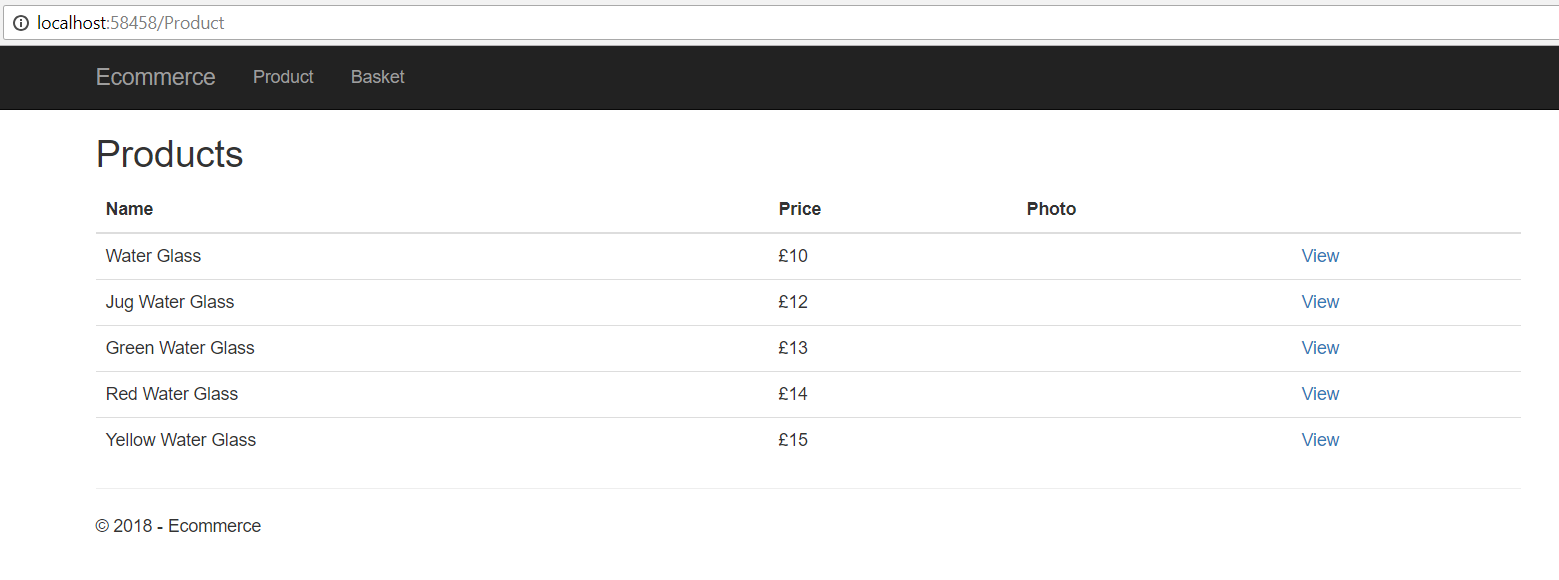 localhost:58458/Product
Ecommerce Product Basket
Products
Name Price Photo
Water Glass £10 View
Jug Water Glass £12 View
Green Water Glass £13 View
Red Water Glass £14 View
Yellow Water Glass £15 View
© 2018 - Ecommerce